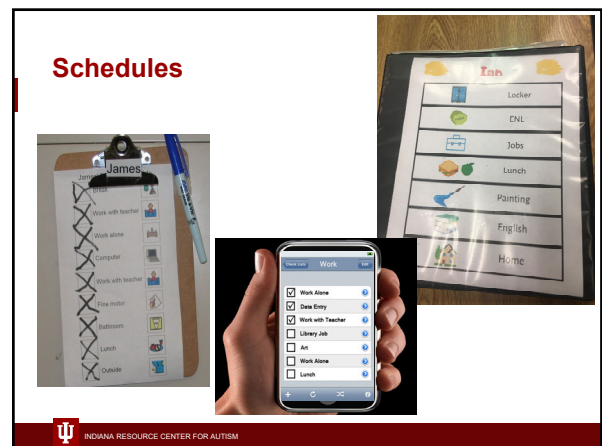 Schedules
James
Break
Work with teacher
Work alone
Computer
Work with teacher
Fine motor
Bathroom
Lunch
Outside
Work
Edit
Work Alone
Data Entry
Work with Teacher
Library Job
Art
Work Alone
Lunch
Locker
ENL
Jobs
Lunch
Painting
English
Home
INDIANA RESOURCE CENTER FOR AUTISM